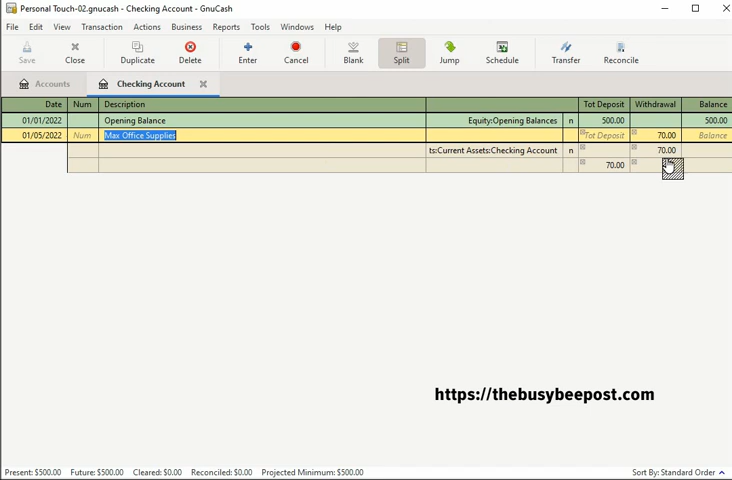 Personal Touch-02.gnucash - Checking Account - GnuCash
File Edit View Transaction Actions Business Reports Tools Windows Help
Save Close Duplicate Delete Enter Cancel Blank Split Jump Schedule Transfer Reconcile
Accounts Checking Account
Date Num Description Tot Deposit Withdrawal Balance
01/01/2022 Opening Balance Equity:Opening Balances n 500.00 500.00
01/05/2022 Num Max Office Supplies Tot Deposit 70.00 Balance
ts:Current Assets:Checking Account n 70.00
70.00
https://thebusybeepost.com
Present: $500.00 Future: $500.00 Cleared: $0.00 Reconciled: $0.00 Projected Minimum: $500.00 Sort By: Standard Order